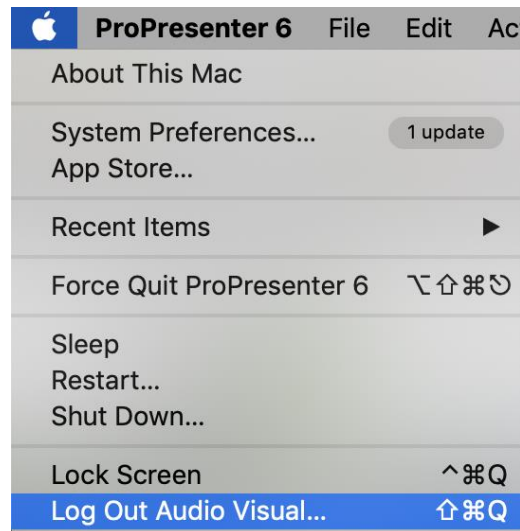 ProPresenter 6 File Edit Ac
About This Mac
System Preferences... 1 update
App Store...
Recent Items ▶
Force Quit ProPresenter 6 ⌥⇧⌘⎋
Sleep
Restart...
Shut Down...
Lock Screen ^⌘Q
Log Out Audio Visual... ⇧⌘Q